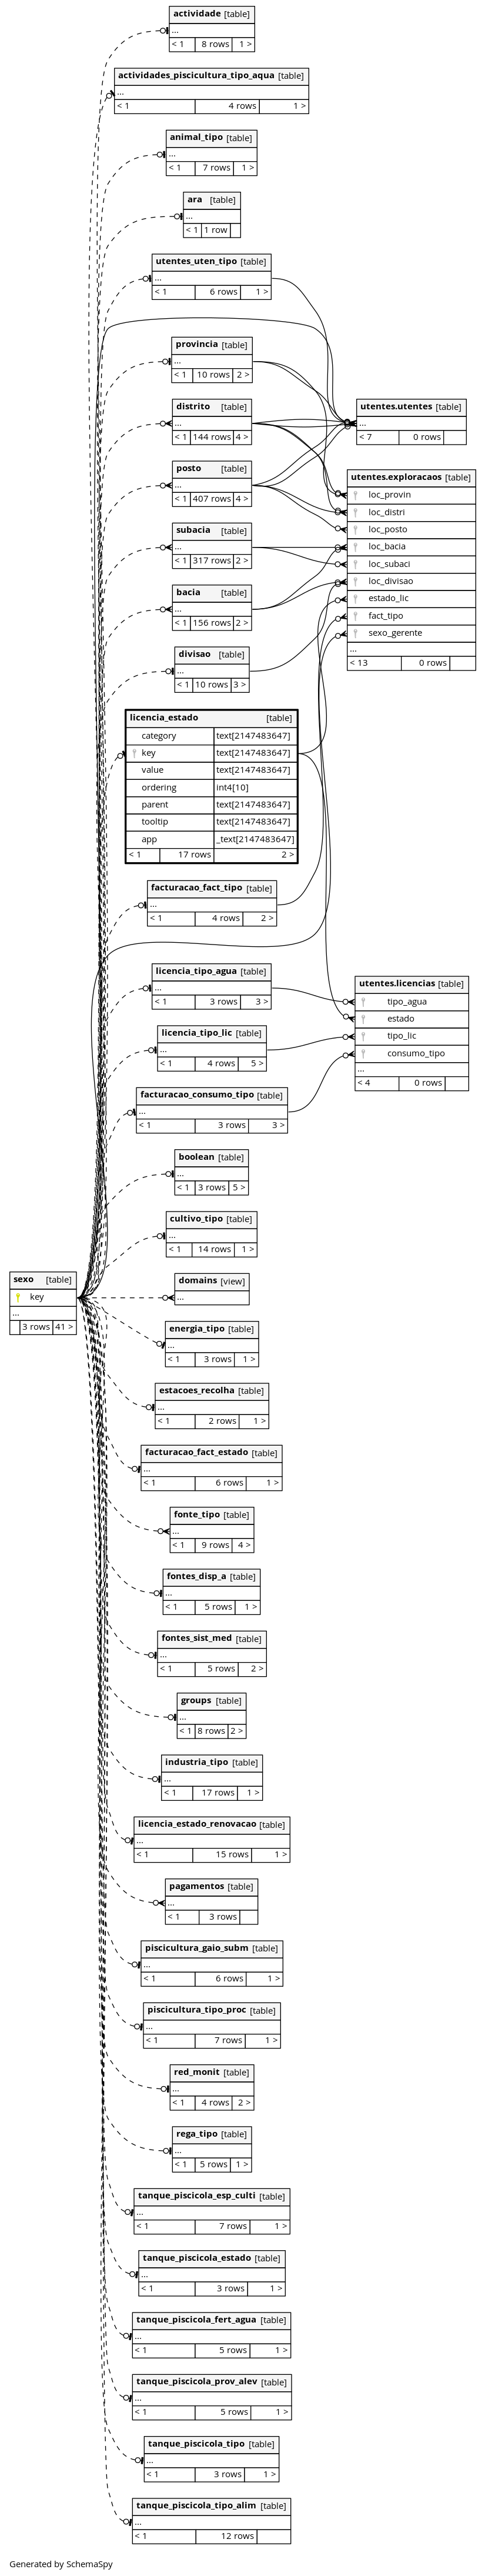 actividade [table]
...
< 1 8 rows 1 >
actividades_piscicultura_tipo_aqua [table]
...
< 1 4 rows 1 >
animal_tipo [table]
...
< 1 7 rows 1 >
ara [table]
...
< 1 1 row
utentes_uten_tipo [table]
...
< 1 6 rows 1 >
provincia [table]
...
< 1 10 rows 2 >
distrito [table]
...
< 1 144 rows 4 >
posto [table]
...
< 1 407 rows 4 >
subacia [table]
...
< 1 317 rows 2 >
bacia [table]
...
< 1 156 rows 2 >
divisao [table]
...
< 1 10 rows 3 >
utentes.utentes [table]
...
< 7 0 rows
utentes.exploracaos [table]
loc_provin
loc_distri
loc_posto
loc_bacia
loc_subaci
loc_divisao
estado_lic
fact_tipo
sexo_gerente
...
< 13 0 rows
licencia_estado [table]
category text[2147483647]
key text[2147483647]
value text[2147483647]
ordering int4[10]
parent text[2147483647]
tooltip text[2147483647]
app _text[2147483647]
< 1 17 rows 2 >
facturacao_fact_tipo [table]
...
< 1 4 rows 2 >
licencia_tipo_agua [table]
...
< 1 3 rows 3 >
licencia_tipo_lic [table]
...
< 1 4 rows 5 >
facturacao_consumo_tipo [table]
...
< 1 3 rows 3 >
utentes.licencias [table]
tipo_agua
estado
tipo_lic
consumo_tipo
...
< 4 0 rows
boolean [table]
...
< 1 3 rows 5 >
cultivo_tipo [table]
...
< 1 14 rows 1 >
sexo [table]
key
...
3 rows 41 >
domains [view]
...
energia_tipo [table]
...
< 1 3 rows 1 >
estacoes_recolha [table]
...
< 1 2 rows 1 >
facturacao_fact_estado [table]
...
< 1 6 rows 1 >
fonte_tipo [table]
...
< 1 9 rows 4 >
fontes_disp_a [table]
...
< 1 5 rows 1 >
fontes_sist_med [table]
...
< 1 5 rows 2 >
groups [table]
...
< 1 8 rows 2 >
industria_tipo [table]
...
< 1 17 rows 1 >
licencia_estado_renovacao [table]
...
< 1 15 rows 1 >
pagamentos [table]
...
< 1 3 rows
piscicultura_gaio_subm [table]
...
< 1 6 rows 1 >
piscicultura_tipo_proc [table]
...
< 1 7 rows 1 >
red_monit [table]
...
< 1 4 rows 2 >
rega_tipo [table]
...
< 1 5 rows 1 >
tanque_piscicola_esp_culti [table]
...
< 1 7 rows 1 >
tanque_piscicola_estado [table]
...
< 1 3 rows 1 >
tanque_piscicola_fert_agua [table]
...
< 1 5 rows 1 >
tanque_piscicola_prov_alev [table]
...
< 1 5 rows 1 >
tanque_piscicola_tipo [table]
...
< 1 3 rows 1 >
tanque_piscicola_tipo_alim [table]
...
< 1 12 rows
Generated by SchemaSpy